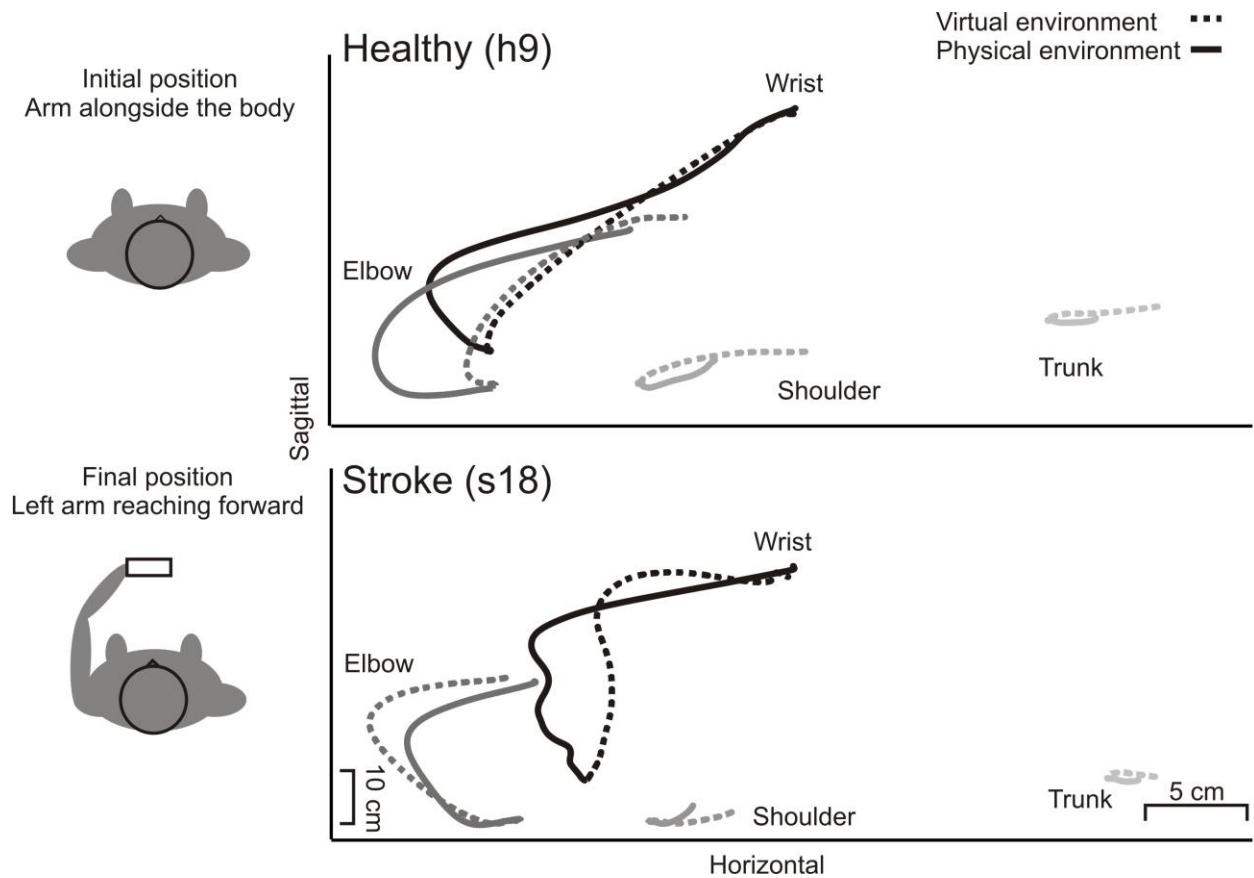 Virtual environment
Physical environment
Healthy (h9)
Initial position
Arm alongside the body
Wrist
Elbow
Shoulder
Trunk
Sagittal
Final position
Left arm reaching forward
Stroke (s18)
Wrist
Elbow
Shoulder
Trunk
10 cm
5 cm
Horizontal